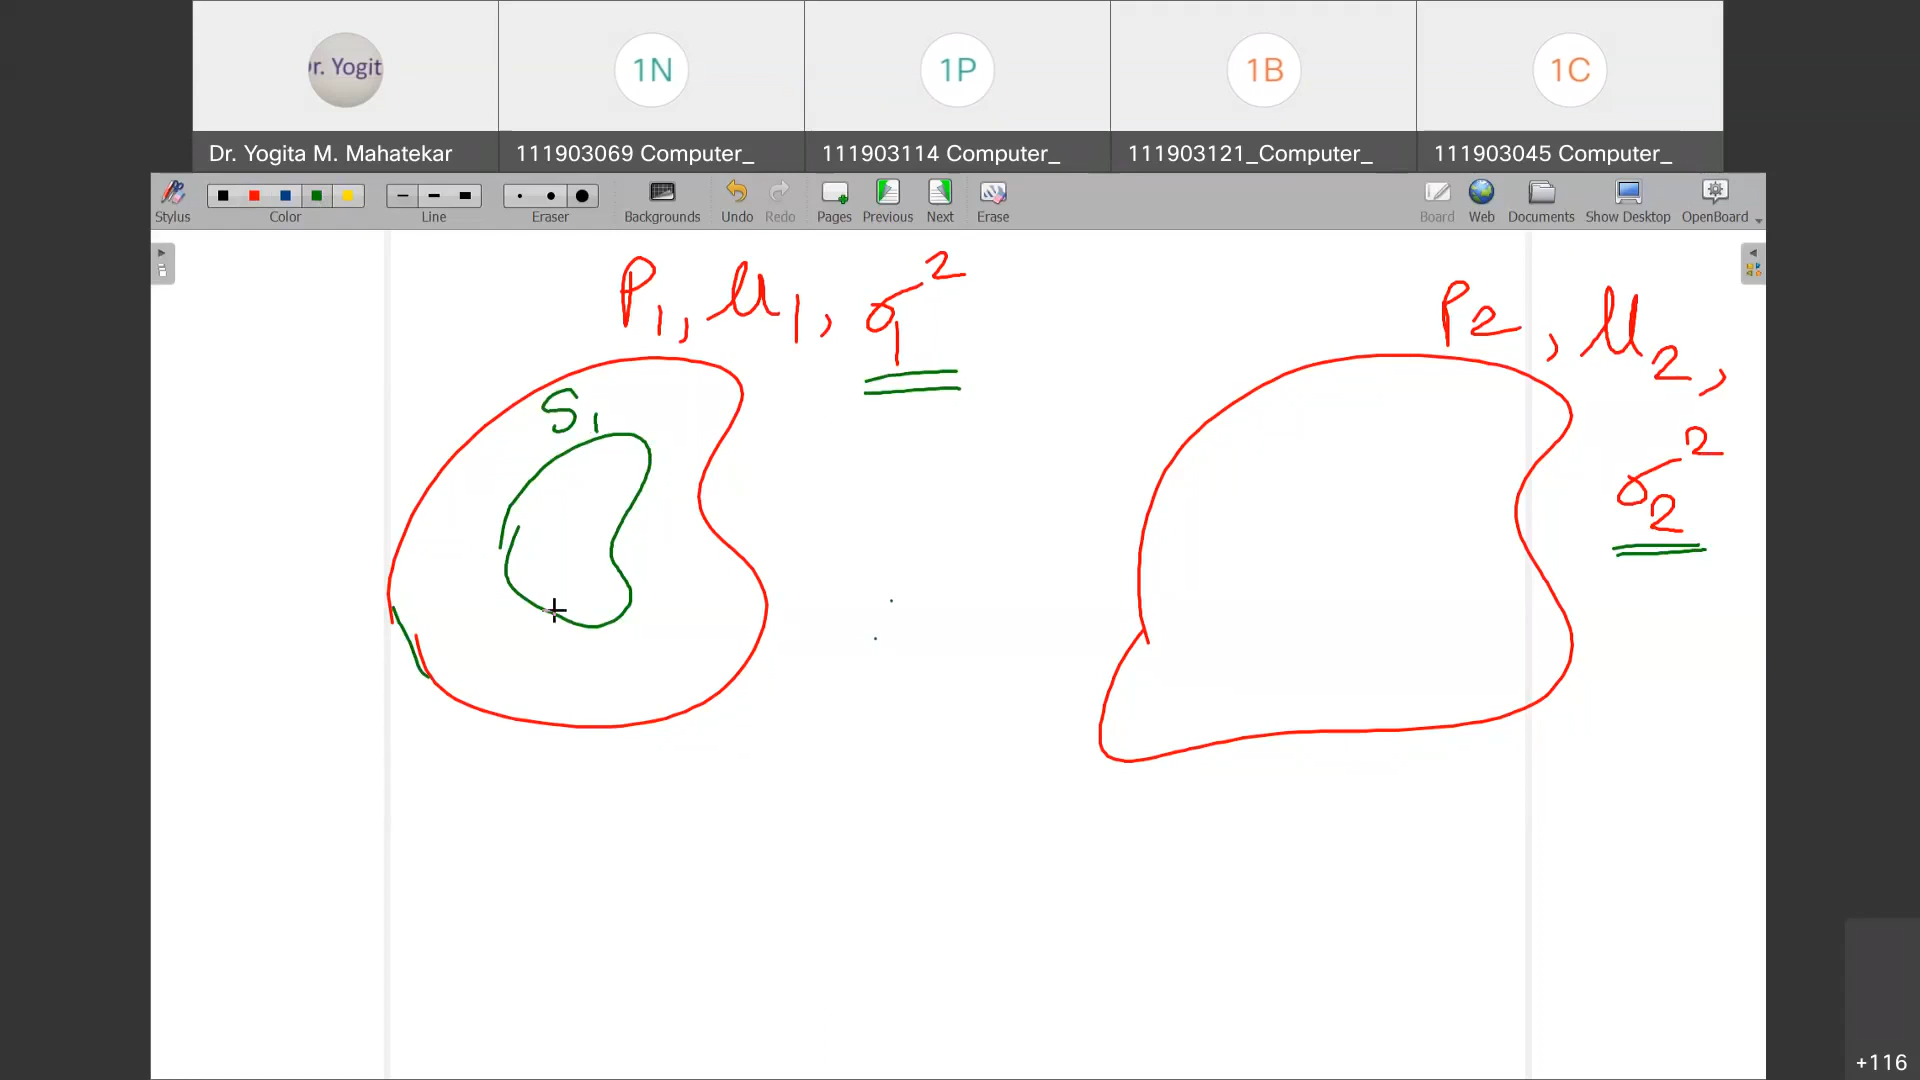 r. Yogit 1N 1P 1B 1C
Dr. Yogita M. Mahatekar 111903069 Computer_ 111903114 Computer_ 111903121_Computer_ 111903045 Computer_
Stylus Color Line Eraser Backgrounds Undo Redo Pages Previous Next Erase Board Web Documents Show Desktop OpenBoard
P₁, μ₁, σ₁²
P₂, μ₂,
σ₂²
S₁
+116